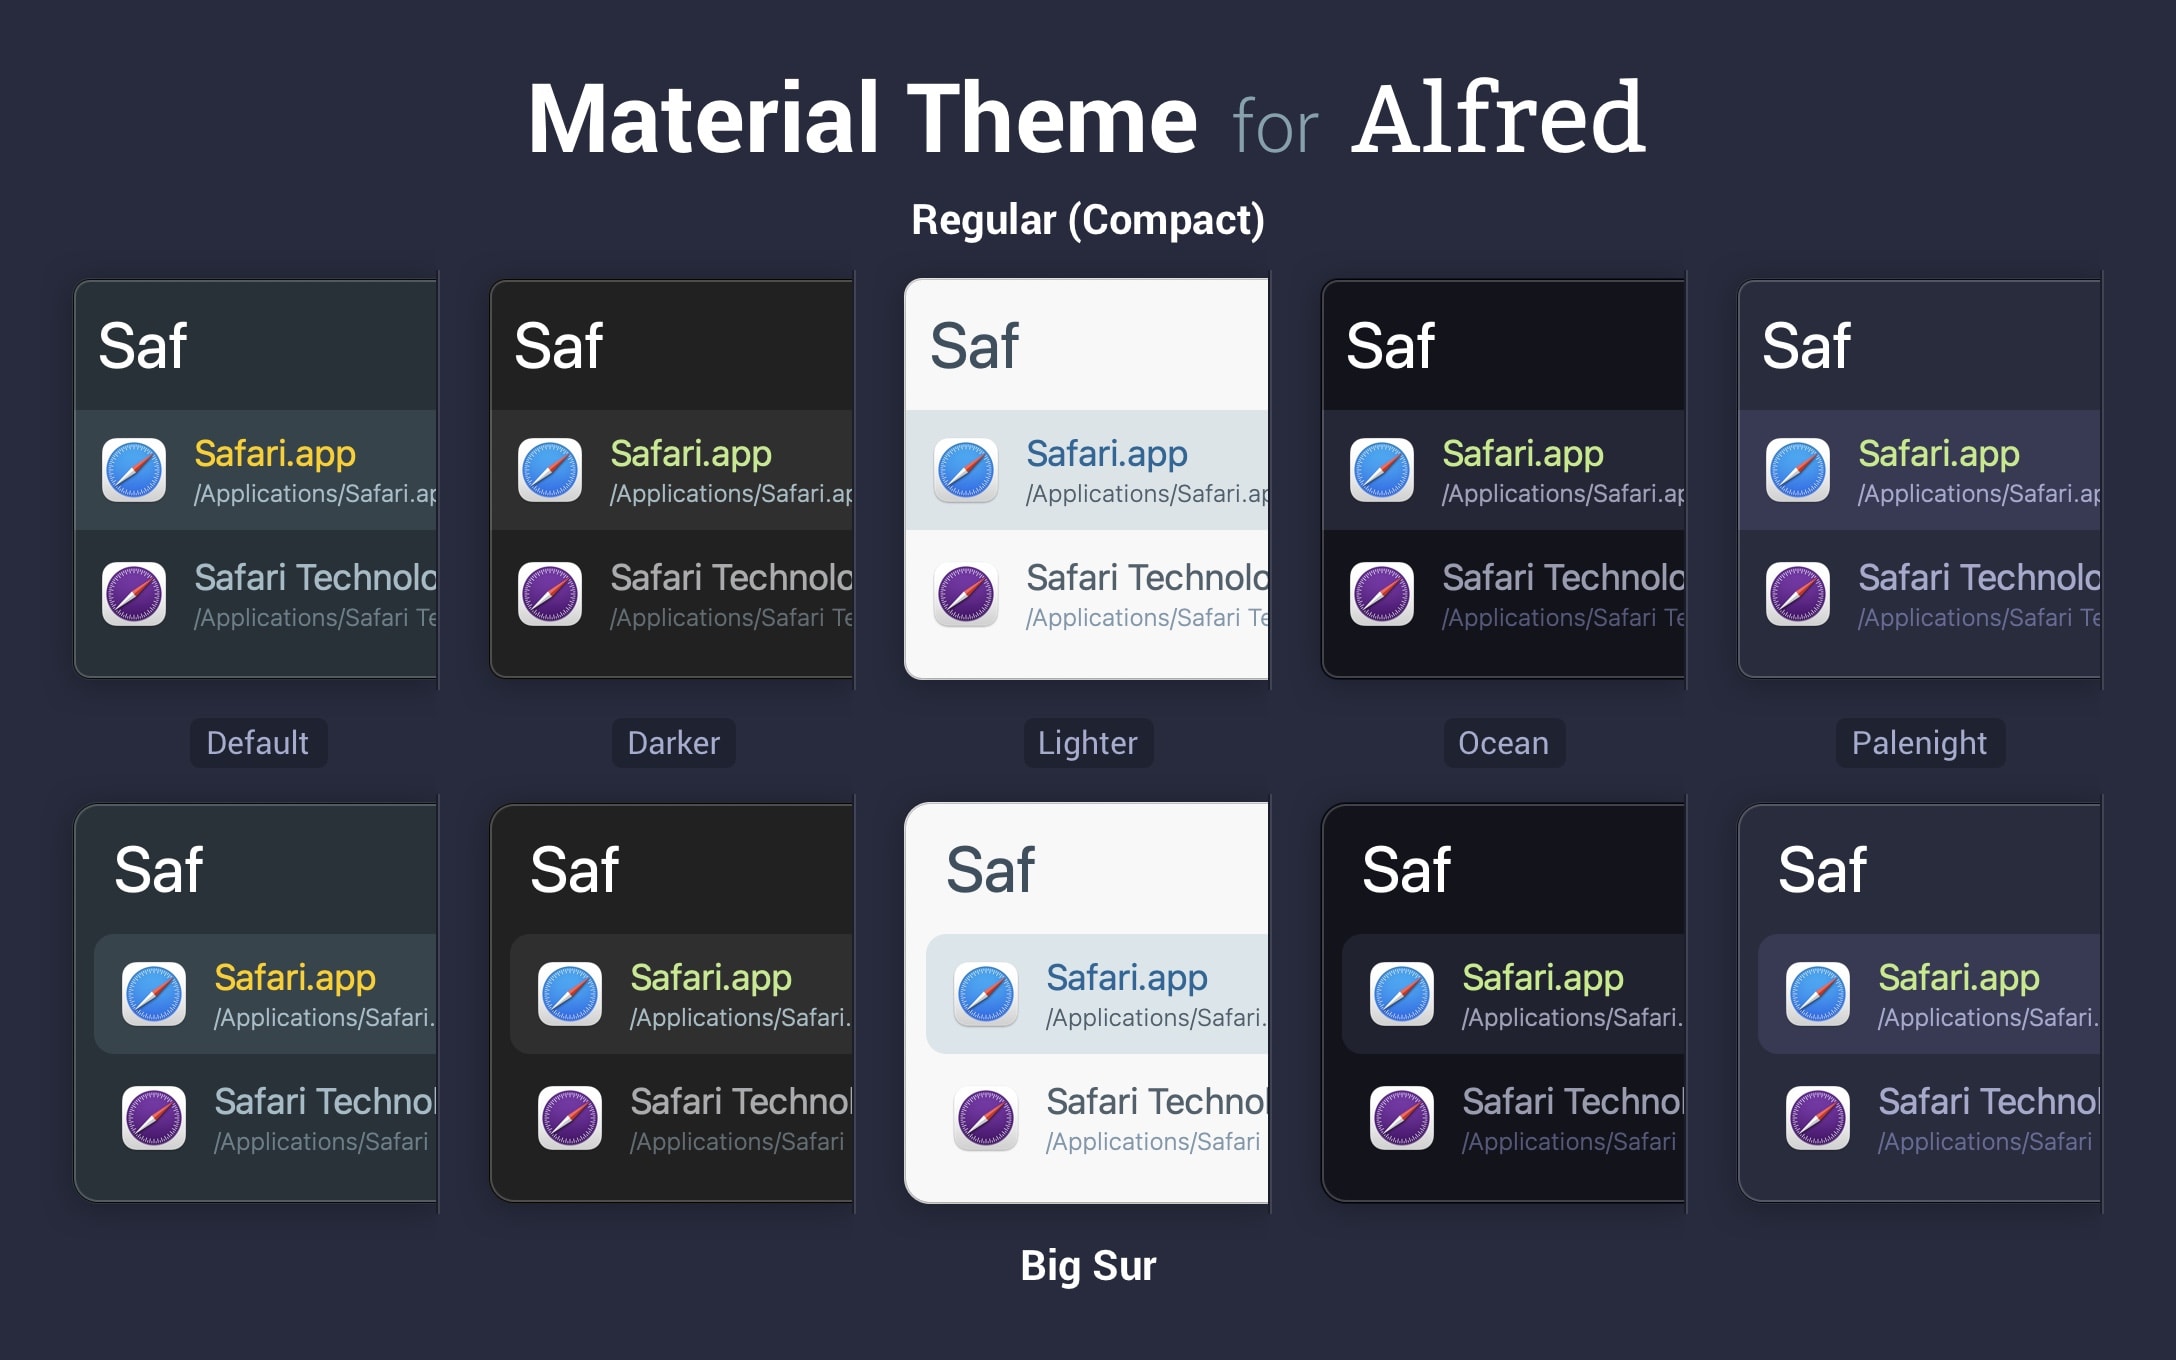 Material Theme for Alfred
Regular (Compact)
Saf
Safari.app
/Applications/Safari.ap
Safari Technolo
/Applications/Safari Te
Saf
Safari.app
/Applications/Safari.ap
Safari Technolo
/Applications/Safari Te
Saf
Safari.app
/Applications/Safari.ap
Safari Technolo
/Applications/Safari Te
Saf
Safari.app
/Applications/Safari.ap
Safari Technolo
/Applications/Safari Te
Saf
Safari.app
/Applications/Safari.ap
Safari Technolo
/Applications/Safari Te
Default
Darker
Lighter
Ocean
Palenight
Saf
Safari.app
/Applications/Safari.
Safari Technol
/Applications/Safari
Saf
Safari.app
/Applications/Safari.
Safari Technol
/Applications/Safari
Saf
Safari.app
/Applications/Safari.
Safari Technol
/Applications/Safari
Saf
Safari.app
/Applications/Safari.
Safari Technol
/Applications/Safari
Saf
Safari.app
/Applications/Safari.
Safari Technol
/Applications/Safari
Big Sur